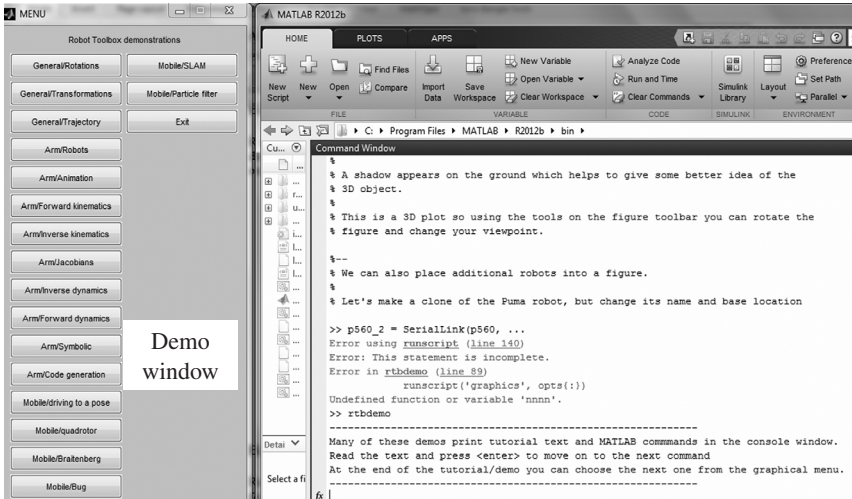 MENU
Robot Toolbox demonstrations
General/Rotations
Mobile/SLAM
General/Transformations
Mobile/Particle filter
General/Trajectory
Exit
Arm/Robots
Arm/Animation
Arm/Forward kinematics
Arm/Inverse kinematics
Arm/Jacobians
Arm/Inverse dynamics
Arm/Forward dynamics
Arm/Symbolic
Arm/Code generation
Mobile/driving to a pose
Mobile/quadrotor
Mobile/Braitenberg
Mobile/Bug
Demo
window
MATLAB R2012b
HOME PLOTS APPS
New Script
New
Open
Find Files
Compare
FILE
Import Data
Save Workspace
New Variable
Open Variable
Clear Workspace
VARIABLE
Analyze Code
Run and Time
Clear Commands
CODE
Simulink Library
SIMULINK
Layout
Preference
Set Path
Parallel
ENVIRONMENT
C: Program Files MATLAB R2012b bin
Cu...
Command Window
%
% A shadow appears on the ground which helps to give some better idea of the
% 3D object.
%
% This is a 3D plot so using the tools on the figure toolbar you can rotate the
% figure and change your viewpoint.
%--
% We can also place additional robots into a figure.
%
% Let's make a clone of the Puma robot, but change its name and base location
>> p560_2 = SerialLink(p560, ...
Error using runscript (line 140)
Error: This statement is incomplete.
Error in rtbdemo (line 89)
runscript('graphics', opts{:})
Undefined function or variable 'nnnn'.
>> rtbdemo
------------------------------------------------------------
Many of these demos print tutorial text and MATLAB commmands in the console window.
Read the text and press <enter> to move on to the next command
At the end of the tutorial/demo you can choose the next one from the graphical menu.
------------------------------------------------------------
fx
Detai
Select a fi